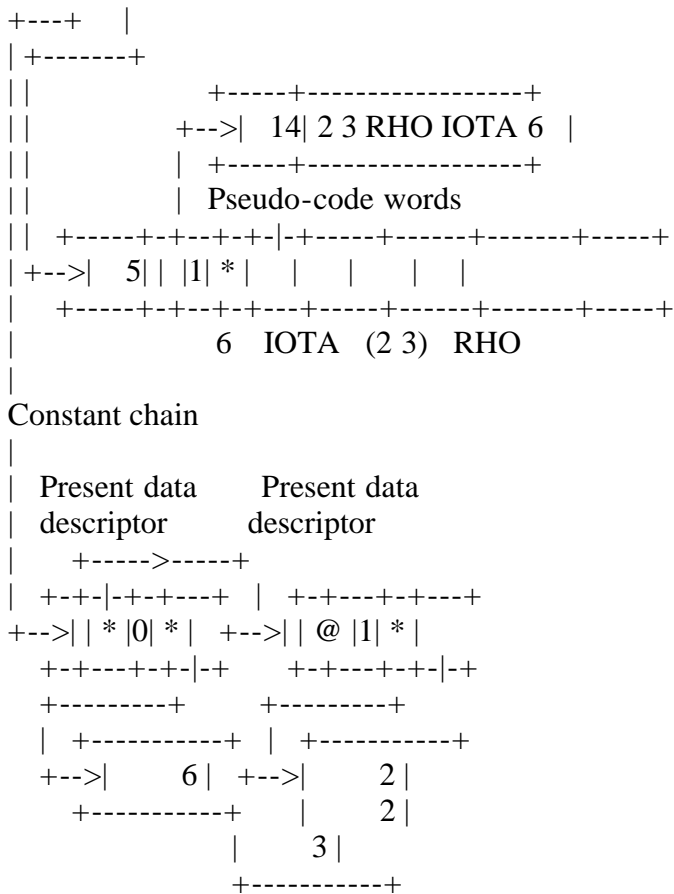 +---+ |
| +-------+
| | +-----+------------------+
| | +-->| 14| 2 3 RHO IOTA 6 |
| | | +-----+------------------+
| | | Pseudo-code words
| | +-----+-+--+-+-|-+-----+------+-------+-----+
| +-->| 5| | |1| * | | | | |
| +-----+-+--+-+---+-----+------+-------+-----+
| 6 IOTA (2 3) RHO
|
Constant chain
|
| Present data Present data
| descriptor descriptor
| +----->-----+
| +-+-|-+-+---+ | +-+---+-+---+
+-->| | * |0| * | +-->| | @ |1| * |
+-+---+-+-|-+ +-+---+-+-|-+
+---------+ +---------+
| +-----------+ | +-----------+
+-->| 6 | +-->| 2 |
+-----------+ | 2 |
| 3 |
+-----------+